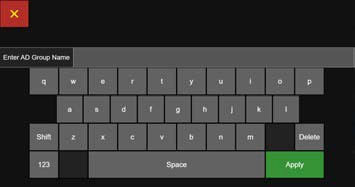 ×
Enter AD Group Name
q w e r t y u i o p
a s d f g h j k l
Shift z x c v b n m Delete
123 Space Apply